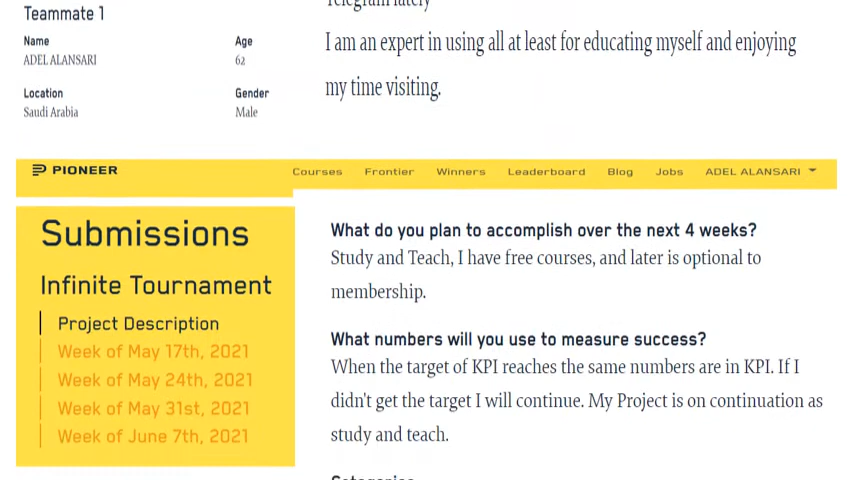 Teammate 1
Name
Age
ADEL ALANSARI
62
Location
Gender
Saudi Arabia
Male
Telegram lately
I am an expert in using all at least for educating myself and enjoying
my time visiting.
PIONEER
Courses Frontier Winners Leaderboard Blog Jobs ADEL ALANSARI
Submissions
Infinite Tournament
Project Description
Week of May 17th, 2021
Week of May 24th, 2021
Week of May 31st, 2021
Week of June 7th, 2021
What do you plan to accomplish over the next 4 weeks?
Study and Teach, I have free courses, and later is optional to
membership.
What numbers will you use to measure success?
When the target of KPI reaches the same numbers are in KPI. If I
didn't get the target I will continue. My Project is on continuation as
study and teach.
Categories